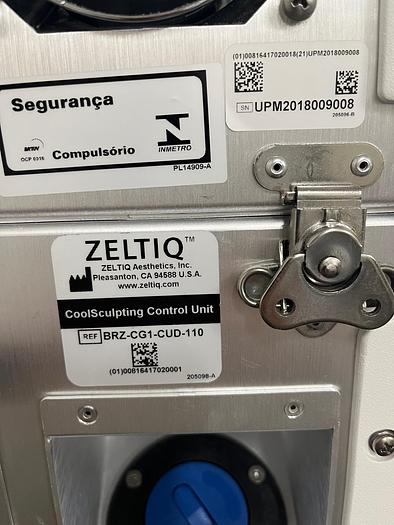 (01)00816417020018(21)UPM2018009008
SN UPM2018009008
205096-B
Segurança
OCP 0016
Compulsório
INMETRO
PL14909-A
ZELTIQ™
ZELTIQ Aesthetics, Inc.
Pleasanton, CA 94588 U.S.A.
www.zeltiq.com
CoolSculpting Control Unit
REF BRZ-CG1-CUD-110
(01)00816417020001
205098-A